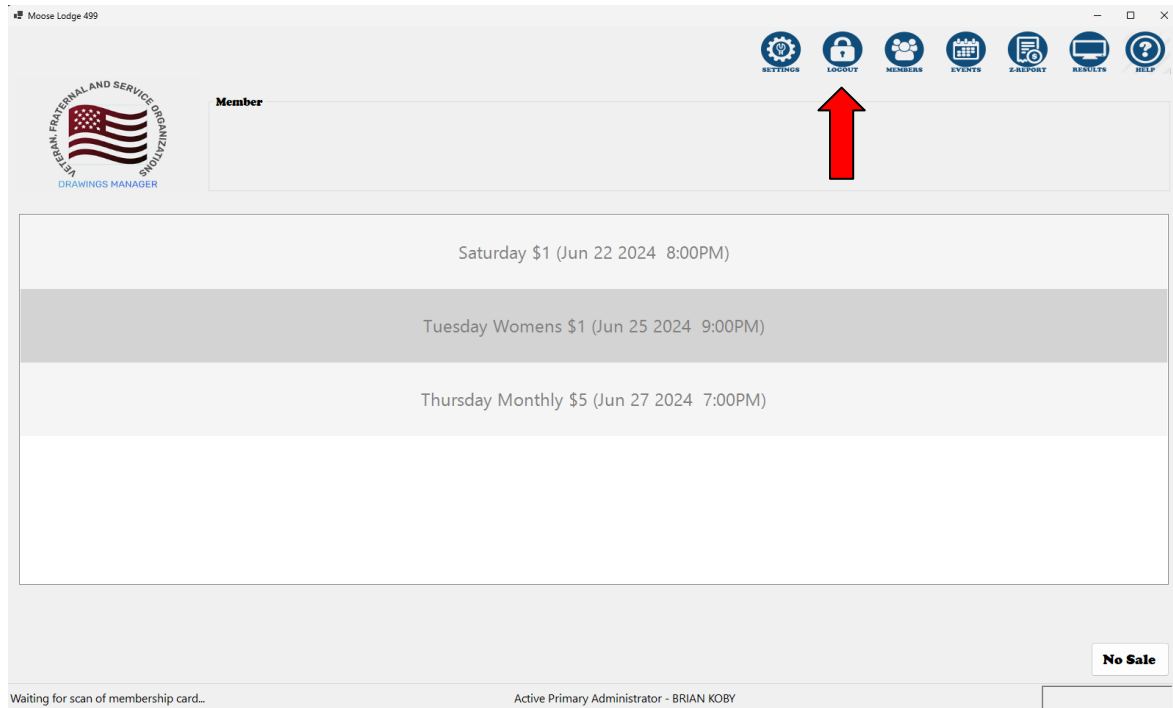 Moose Lodge 499
SETTINGS
LOGOUT
MEMBERS
EVENTS
Z-REPORT
RESULTS
HELP
VETERAN, FRATERNAL AND SERVICE ORGANIZATIONS
DRAWINGS MANAGER
Member
Saturday $1 (Jun 22 2024 8:00PM)
Tuesday Womens $1 (Jun 25 2024 9:00PM)
Thursday Monthly $5 (Jun 27 2024 7:00PM)
No Sale
Waiting for scan of membership card...
Active Primary Administrator - BRIAN KOBY